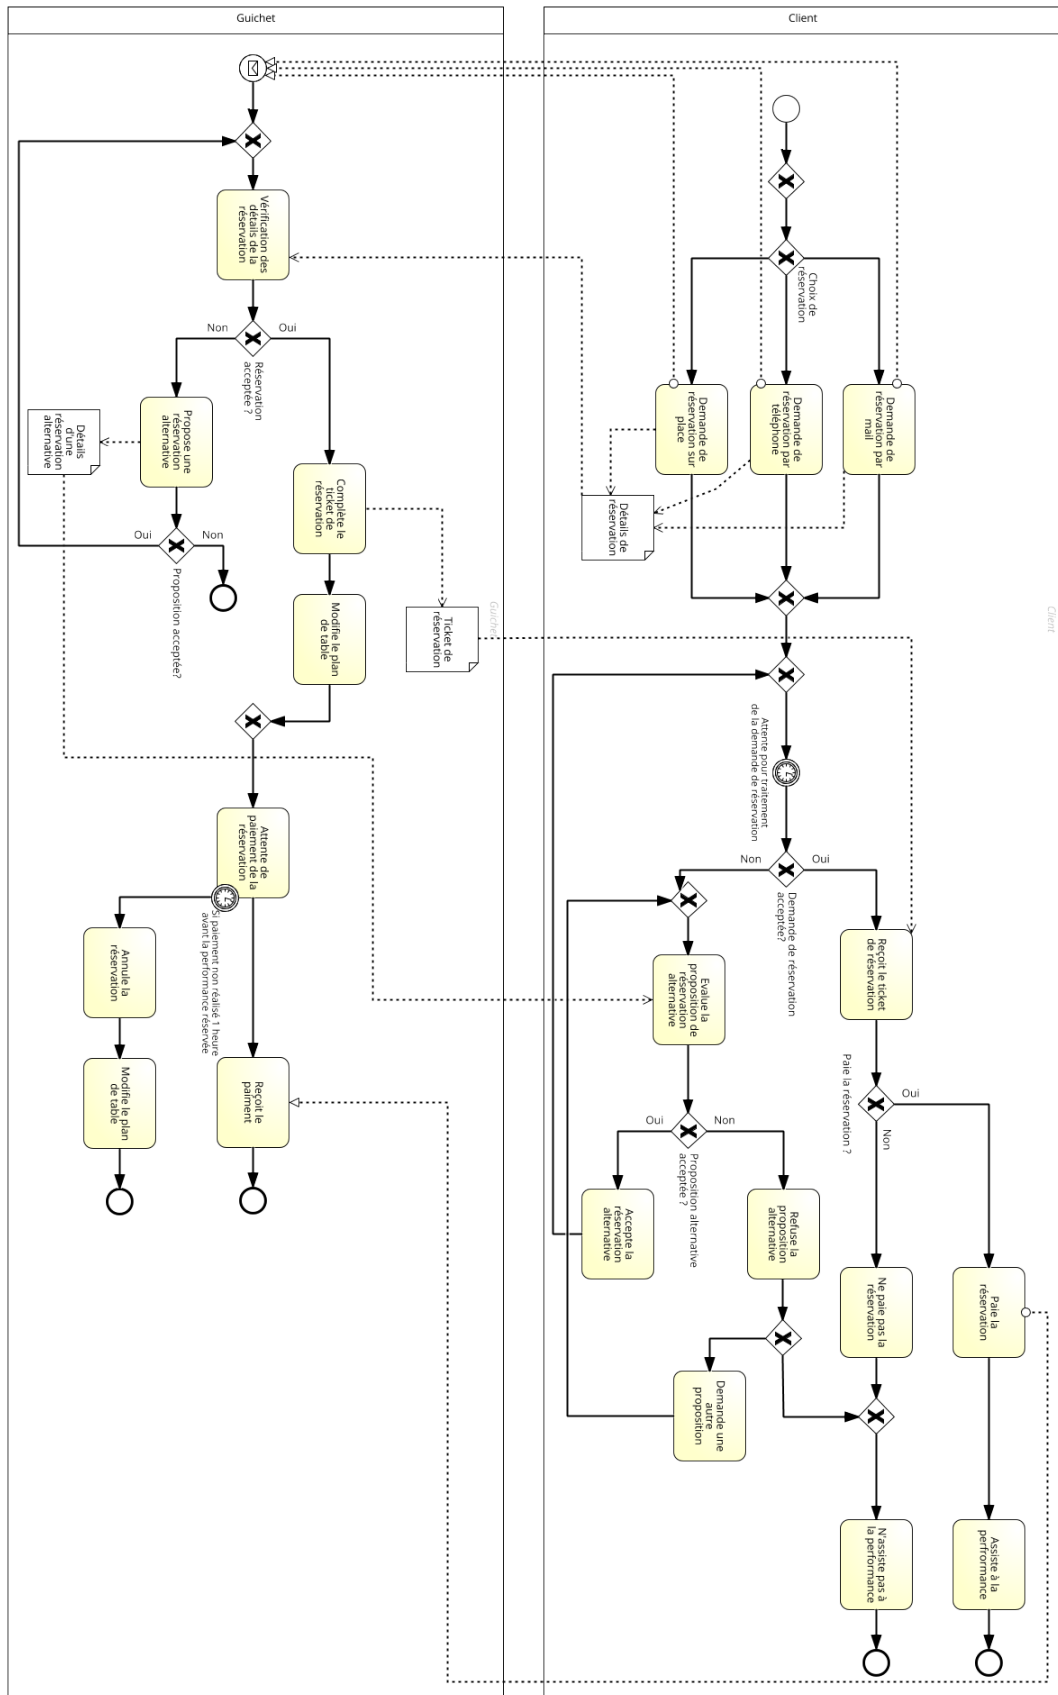 Guichet
Client
Choix de
réservation
Vérification des
détails de la
réservation
Non
Oui
Réservation
acceptée ?
Demande de
réservation sur
place
Demande de
réservation par
téléphone
Demande de
réservation par
mail
Propose une
réservation
alternative
Détails
d'une
réservation
alternative
Complète le
ticket de
réservation
Détails de
réservation
Oui
Non
Proposition acceptée?
Modifie le plan
de table
Ticket de
réservation
Guichet
Client
Attente pour traitement
de la demande de réservation
Attente de
paiement de la
réservation
Non
Oui
Demande de réservation
acceptée?
Si paiement non réalisé 1 heure
avant la performance réservée
Annule la
réservation
Reçoit le ticket
de réservation
Evalue la
proposition de
réservation
alternative
Modifie le plan
de table
Reçoit le
paiment
Paie la réservation ?
Oui
Non
Oui
Non
Proposition alternative
acceptée ?
Accepte la
réservation
alternative
Refuse la
proposition
alternative
Ne paie pas la
réservation
Paie la
réservation
Demande une
autre
proposition
N'assiste pas à
la performance
Assiste à la
perfrormance